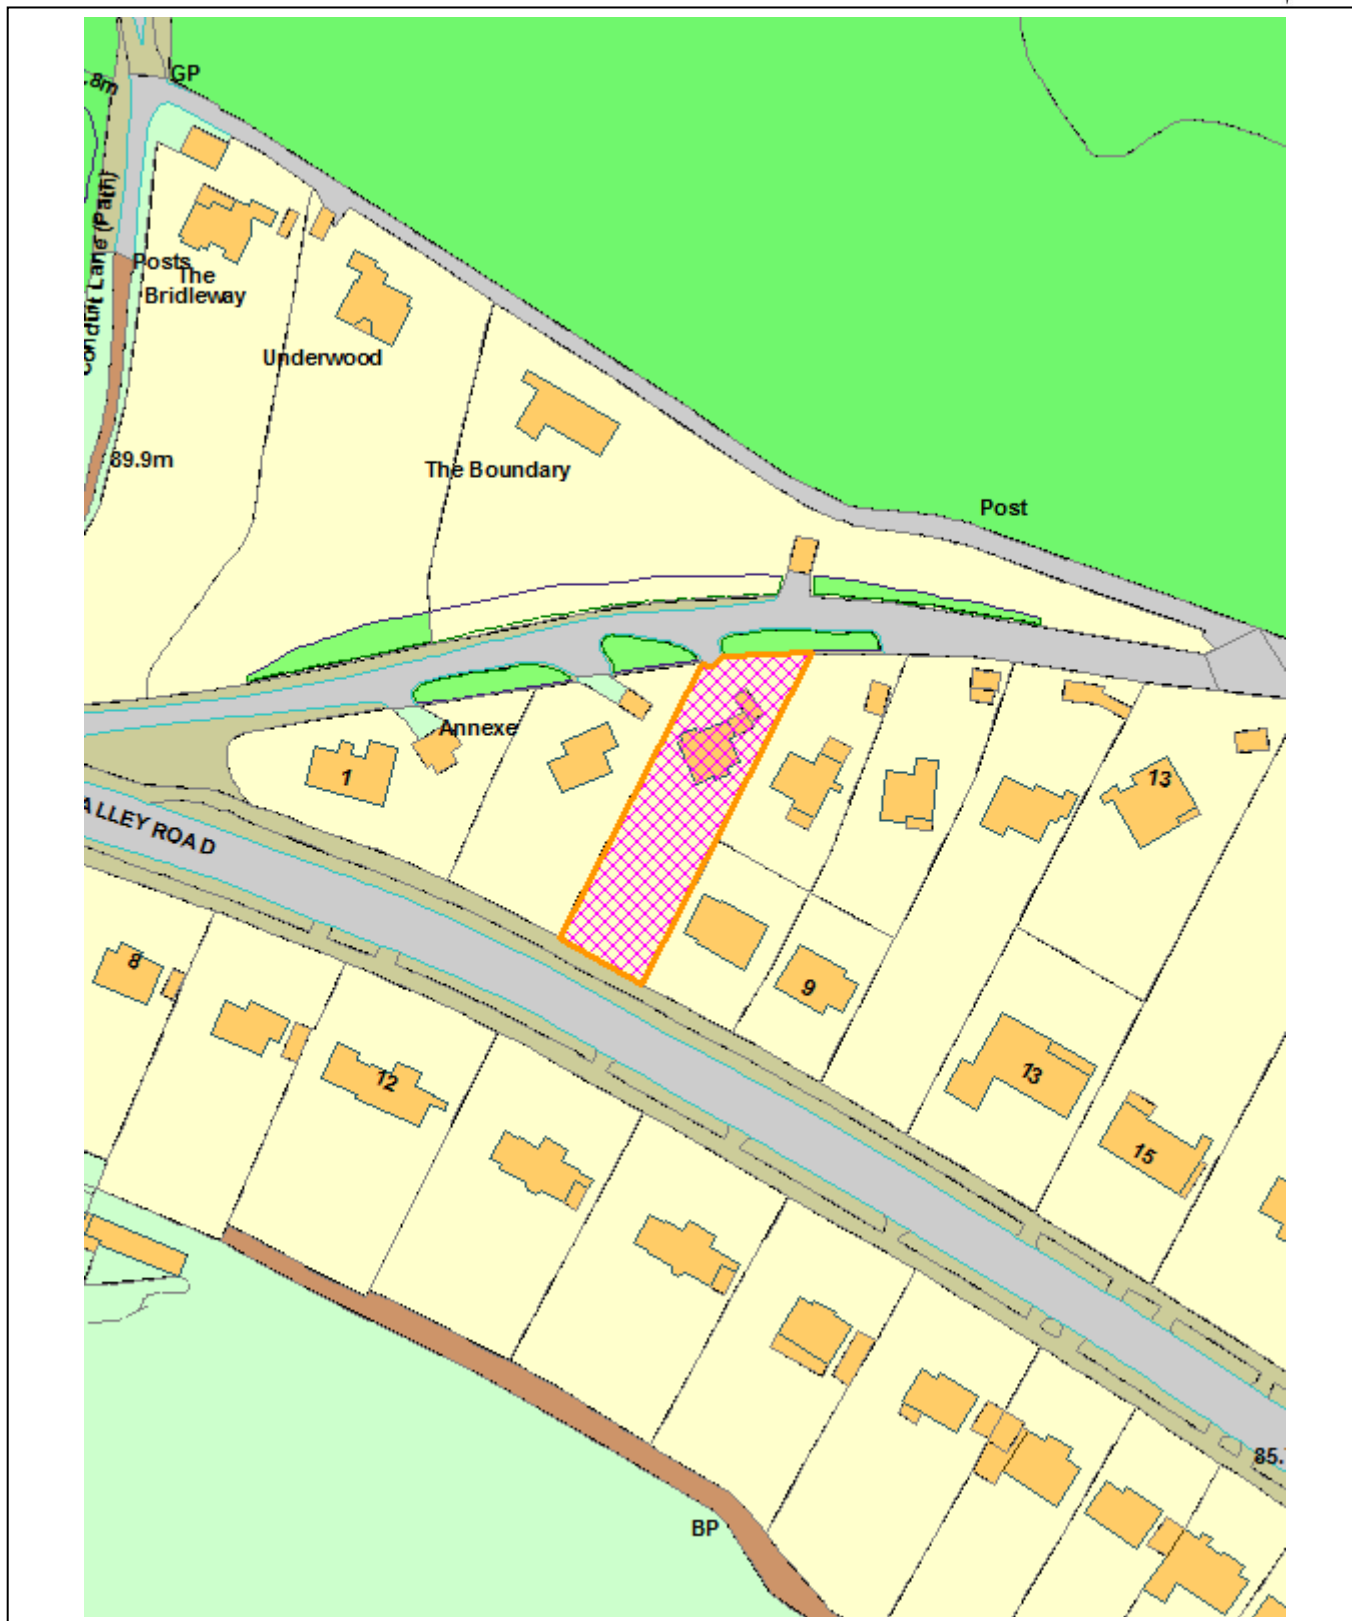 GP
.8m
Conduit Lane (Path)
Posts
The
Bridleway
Underwood
89.9m
The Boundary
Post
Annexe
1
13
ALLEY ROAD
8
9
12
13
15
85.
BP